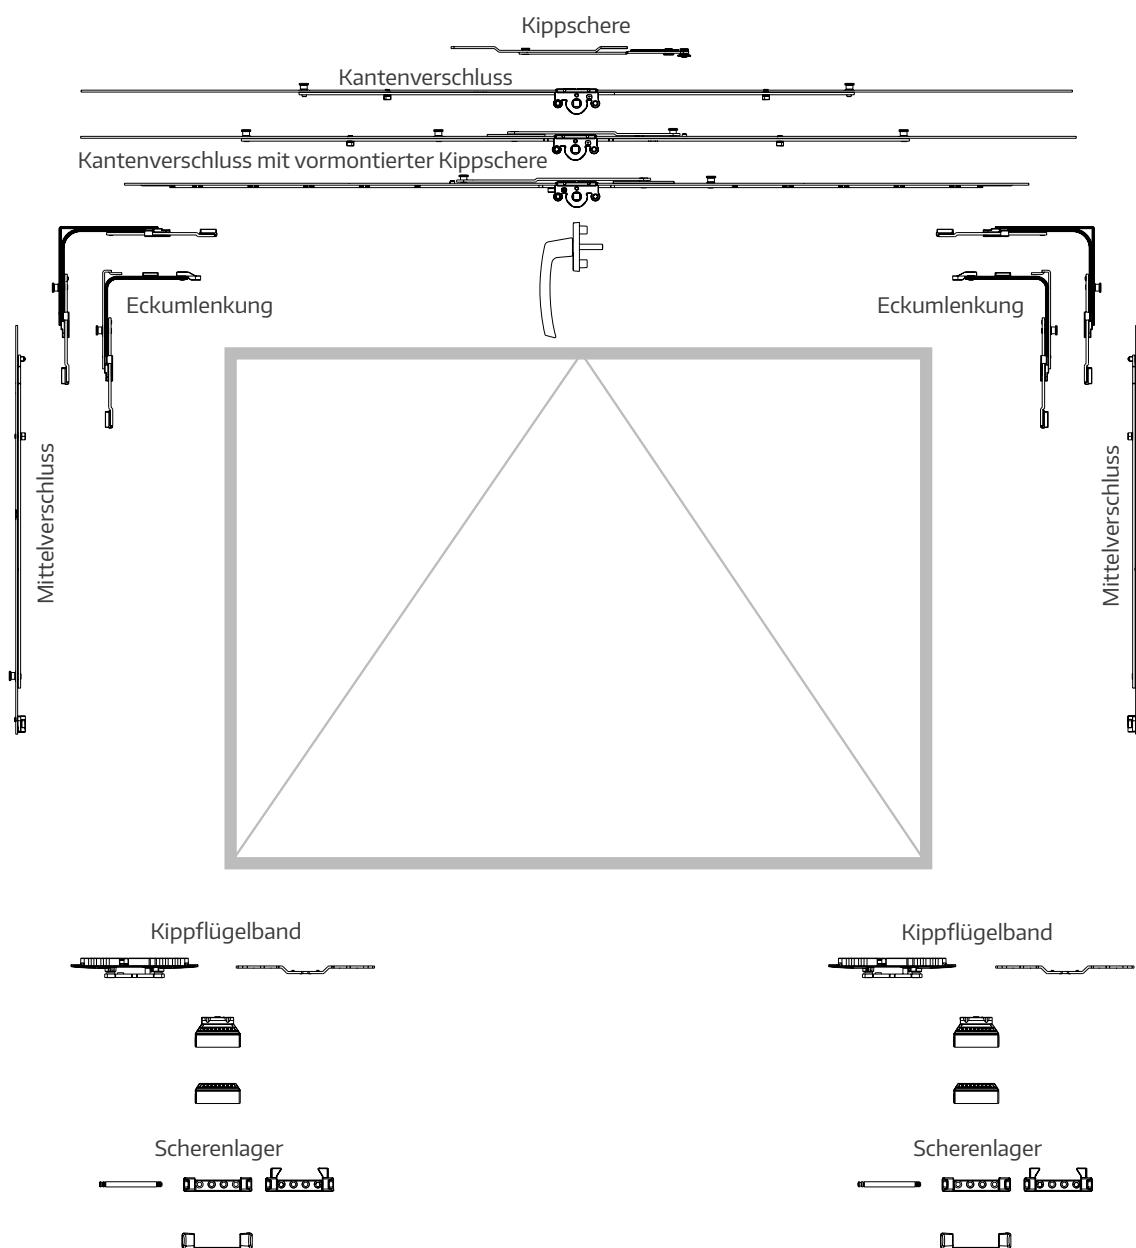 Kippschere
Kantenverschluss
Kantenverschluss mit vormontierter Kippschere
Eckumlenkung
Eckumlenkung
Mittelverschluss
Mittelverschluss
Kippflügelband
Kippflügelband
Scherenlager
Scherenlager